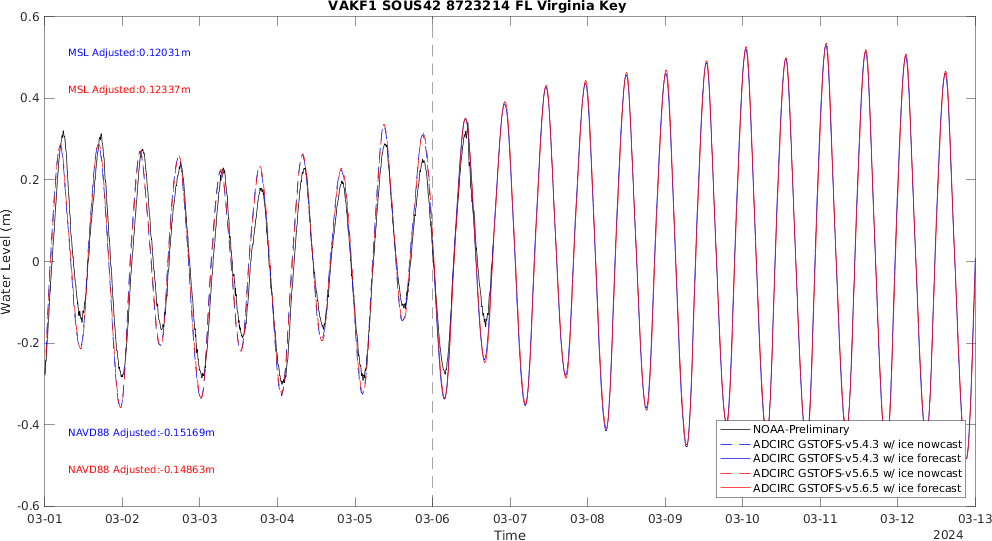 VAKF1 SOUS42 8723214 FL Virginia Key
0.6
0.4
0.2
0
-0.2
-0.4
-0.6
Water Level (m)
MSL Adjusted:0.12031m
MSL Adjusted:0.12337m
NAVD88 Adjusted:-0.15169m
NAVD88 Adjusted:-0.14863m
NOAA-Preliminary
ADCIRC GSTOFS-v5.4.3 w/ ice nowcast
ADCIRC GSTOFS-v5.4.3 w/ ice forecast
ADCIRC GSTOFS-v5.6.5 w/ ice nowcast
ADCIRC GSTOFS-v5.6.5 w/ ice forecast
03-01 03-02 03-03 03-04 03-05 03-06 03-07 03-08 03-09 03-10 03-11 03-12 03-13
Time
2024